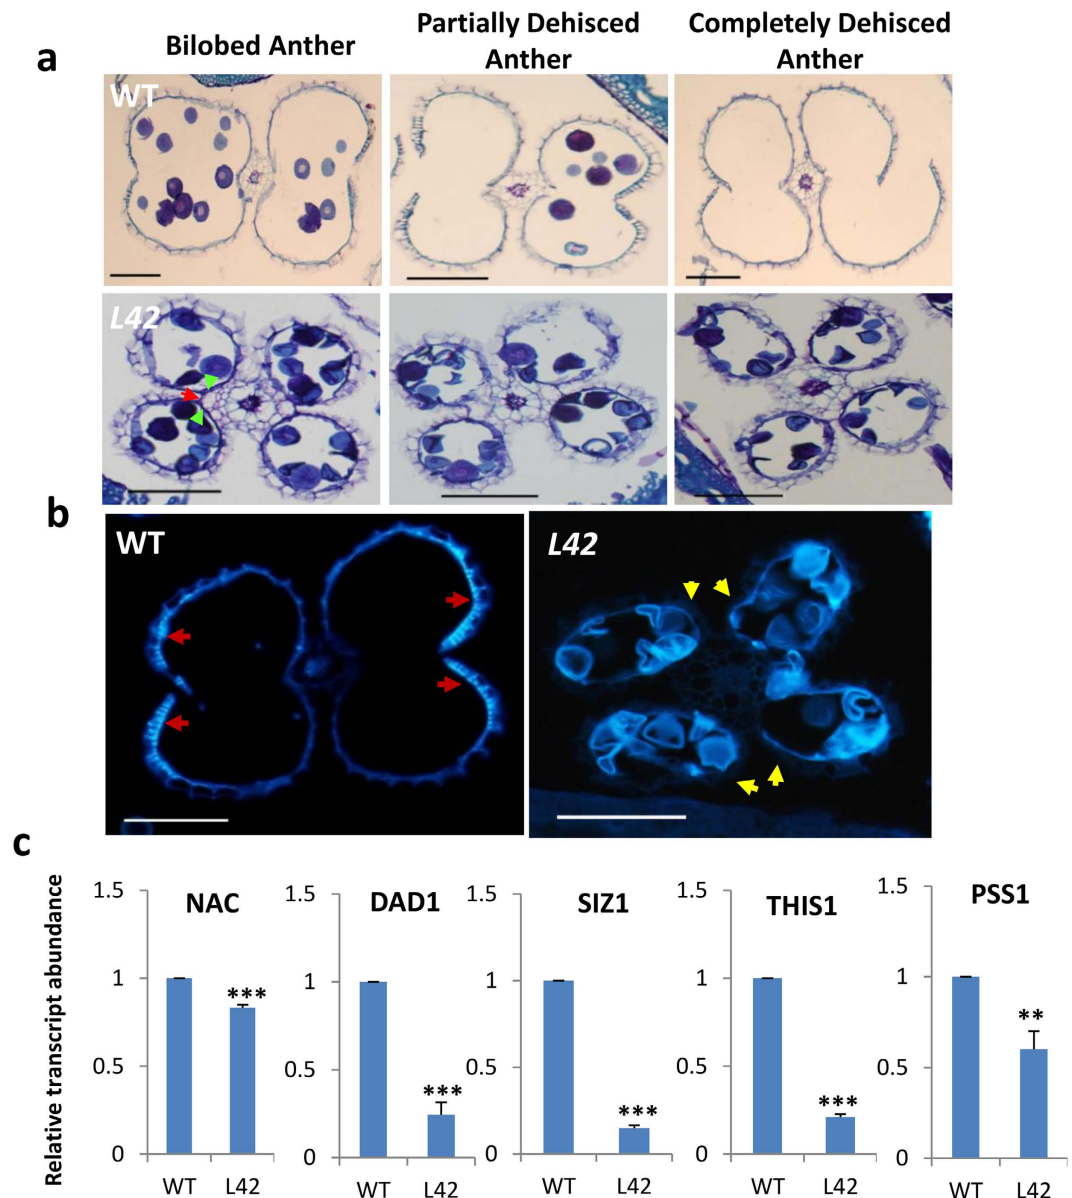 a
Bilobed Anther
Partially Dehisced
Anther
Completely Dehisced
Anther
WT
L42
b
WT
L42
c
Relative transcript abundance
NAC
1.5
1
0.5
0
***
WT L42
DAD1
1.5
1
0.5
0
***
WT L42
SIZ1
1.5
1
0.5
0
***
WT L42
THIS1
1.5
1
0.5
0
***
WT L42
PSS1
1.5
1
0.5
0
**
WT L42